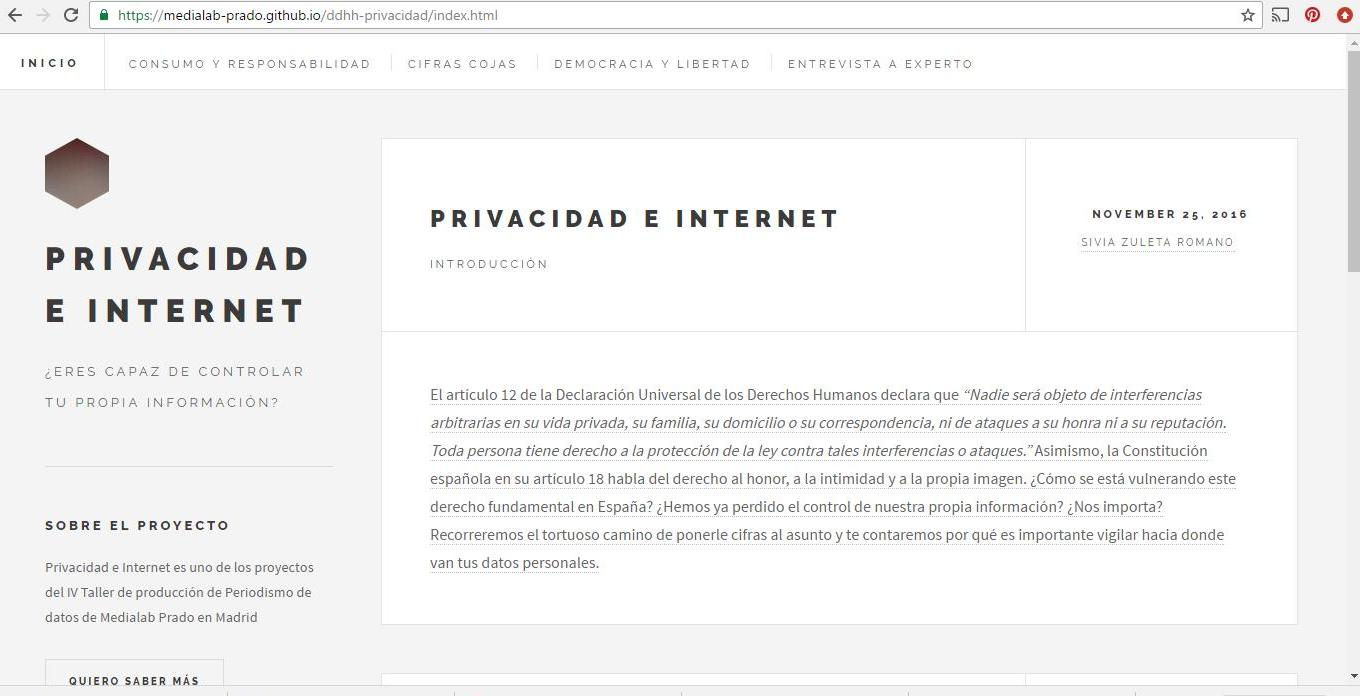 https://medialab-prado.github.io/ddhh-privacidad/index.html
INICIO
CONSUMO Y RESPONSABILIDAD
CIFRAS COJAS
DEMOCRACIA Y LIBERTAD
ENTREVISTA A EXPERTO
PRIVACIDAD
E INTERNET
¿ERES CAPAZ DE CONTROLAR
TU PROPIA INFORMACIÓN?
SOBRE EL PROYECTO
Privacidad e Internet es uno de los proyectos
del IV Taller de producción de Periodismo de
datos de Medialab Prado en Madrid
QUIERO SABER MÁS
PRIVACIDAD E INTERNET
INTRODUCCIÓN
NOVEMBER 25, 2016
SIVIA ZULETA ROMANO
El artículo 12 de la Declaración Universal de los Derechos Humanos declara que “Nadie será objeto de interferencias
arbitrarias en su vida privada, su familia, su domicilio o su correspondencia, ni de ataques a su honra ni a su reputación.
Toda persona tiene derecho a la protección de la ley contra tales interferencias o ataques.” Asimismo, la Constitución
española en su artículo 18 habla del derecho al honor, a la intimidad y a la propia imagen. ¿Cómo se está vulnerando este
derecho fundamental en España? ¿Hemos ya perdido el control de nuestra propia información? ¿Nos importa?
Recorreremos el tortuoso camino de ponerle cifras al asunto y te contaremos por qué es importante vigilar hacia donde
van tus datos personales.